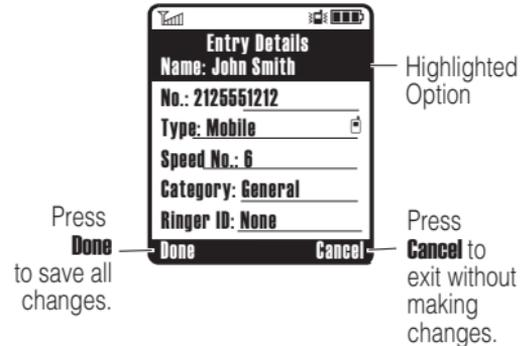 Entry Details
Name: John Smith
Highlighted
Option
No.: 2125551212
Type: Mobile
Speed No.: 6
Category: General
Ringer ID: None
Done
Cancel
Press
Done
to save all
changes.
Press
Cancel to
exit without
making
changes.